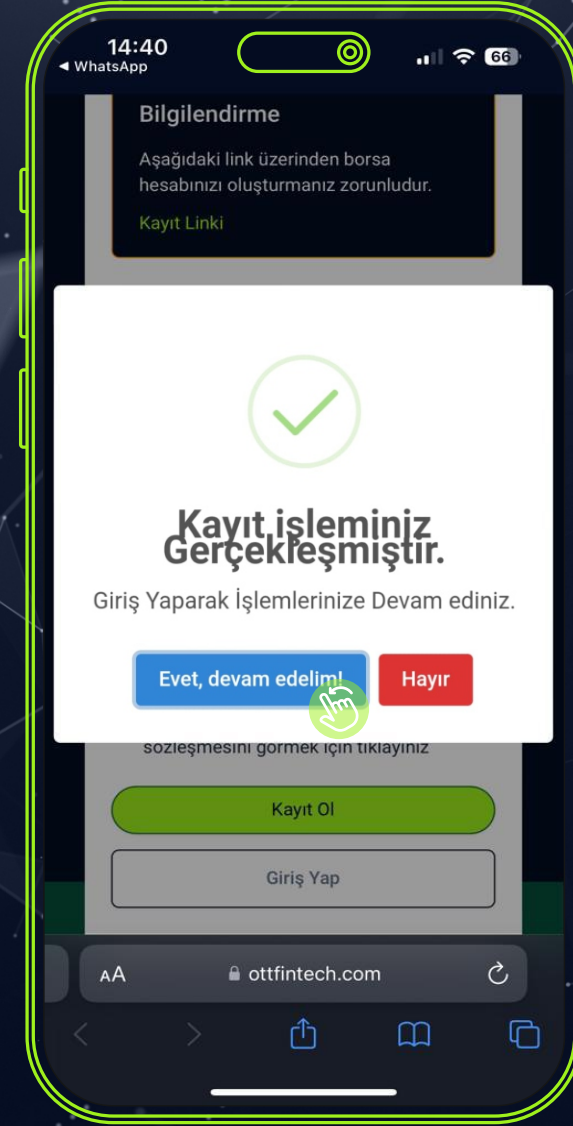 14:40
◀ WhatsApp
66
Bilgilendirme
Aşağıdaki link üzerinden borsa
hesabınızı oluşturmanız zorunludur.
Kayıt Linki
Kayıt işleminiz
Gerçekleşmiştir.
Giriş Yaparak İşlemlerinize Devam ediniz.
Evet, devam edelim!
Hayır
sözleşmesini görmek için tıklayınız
Kayıt Ol
Giriş Yap
AA
ottfintech.com